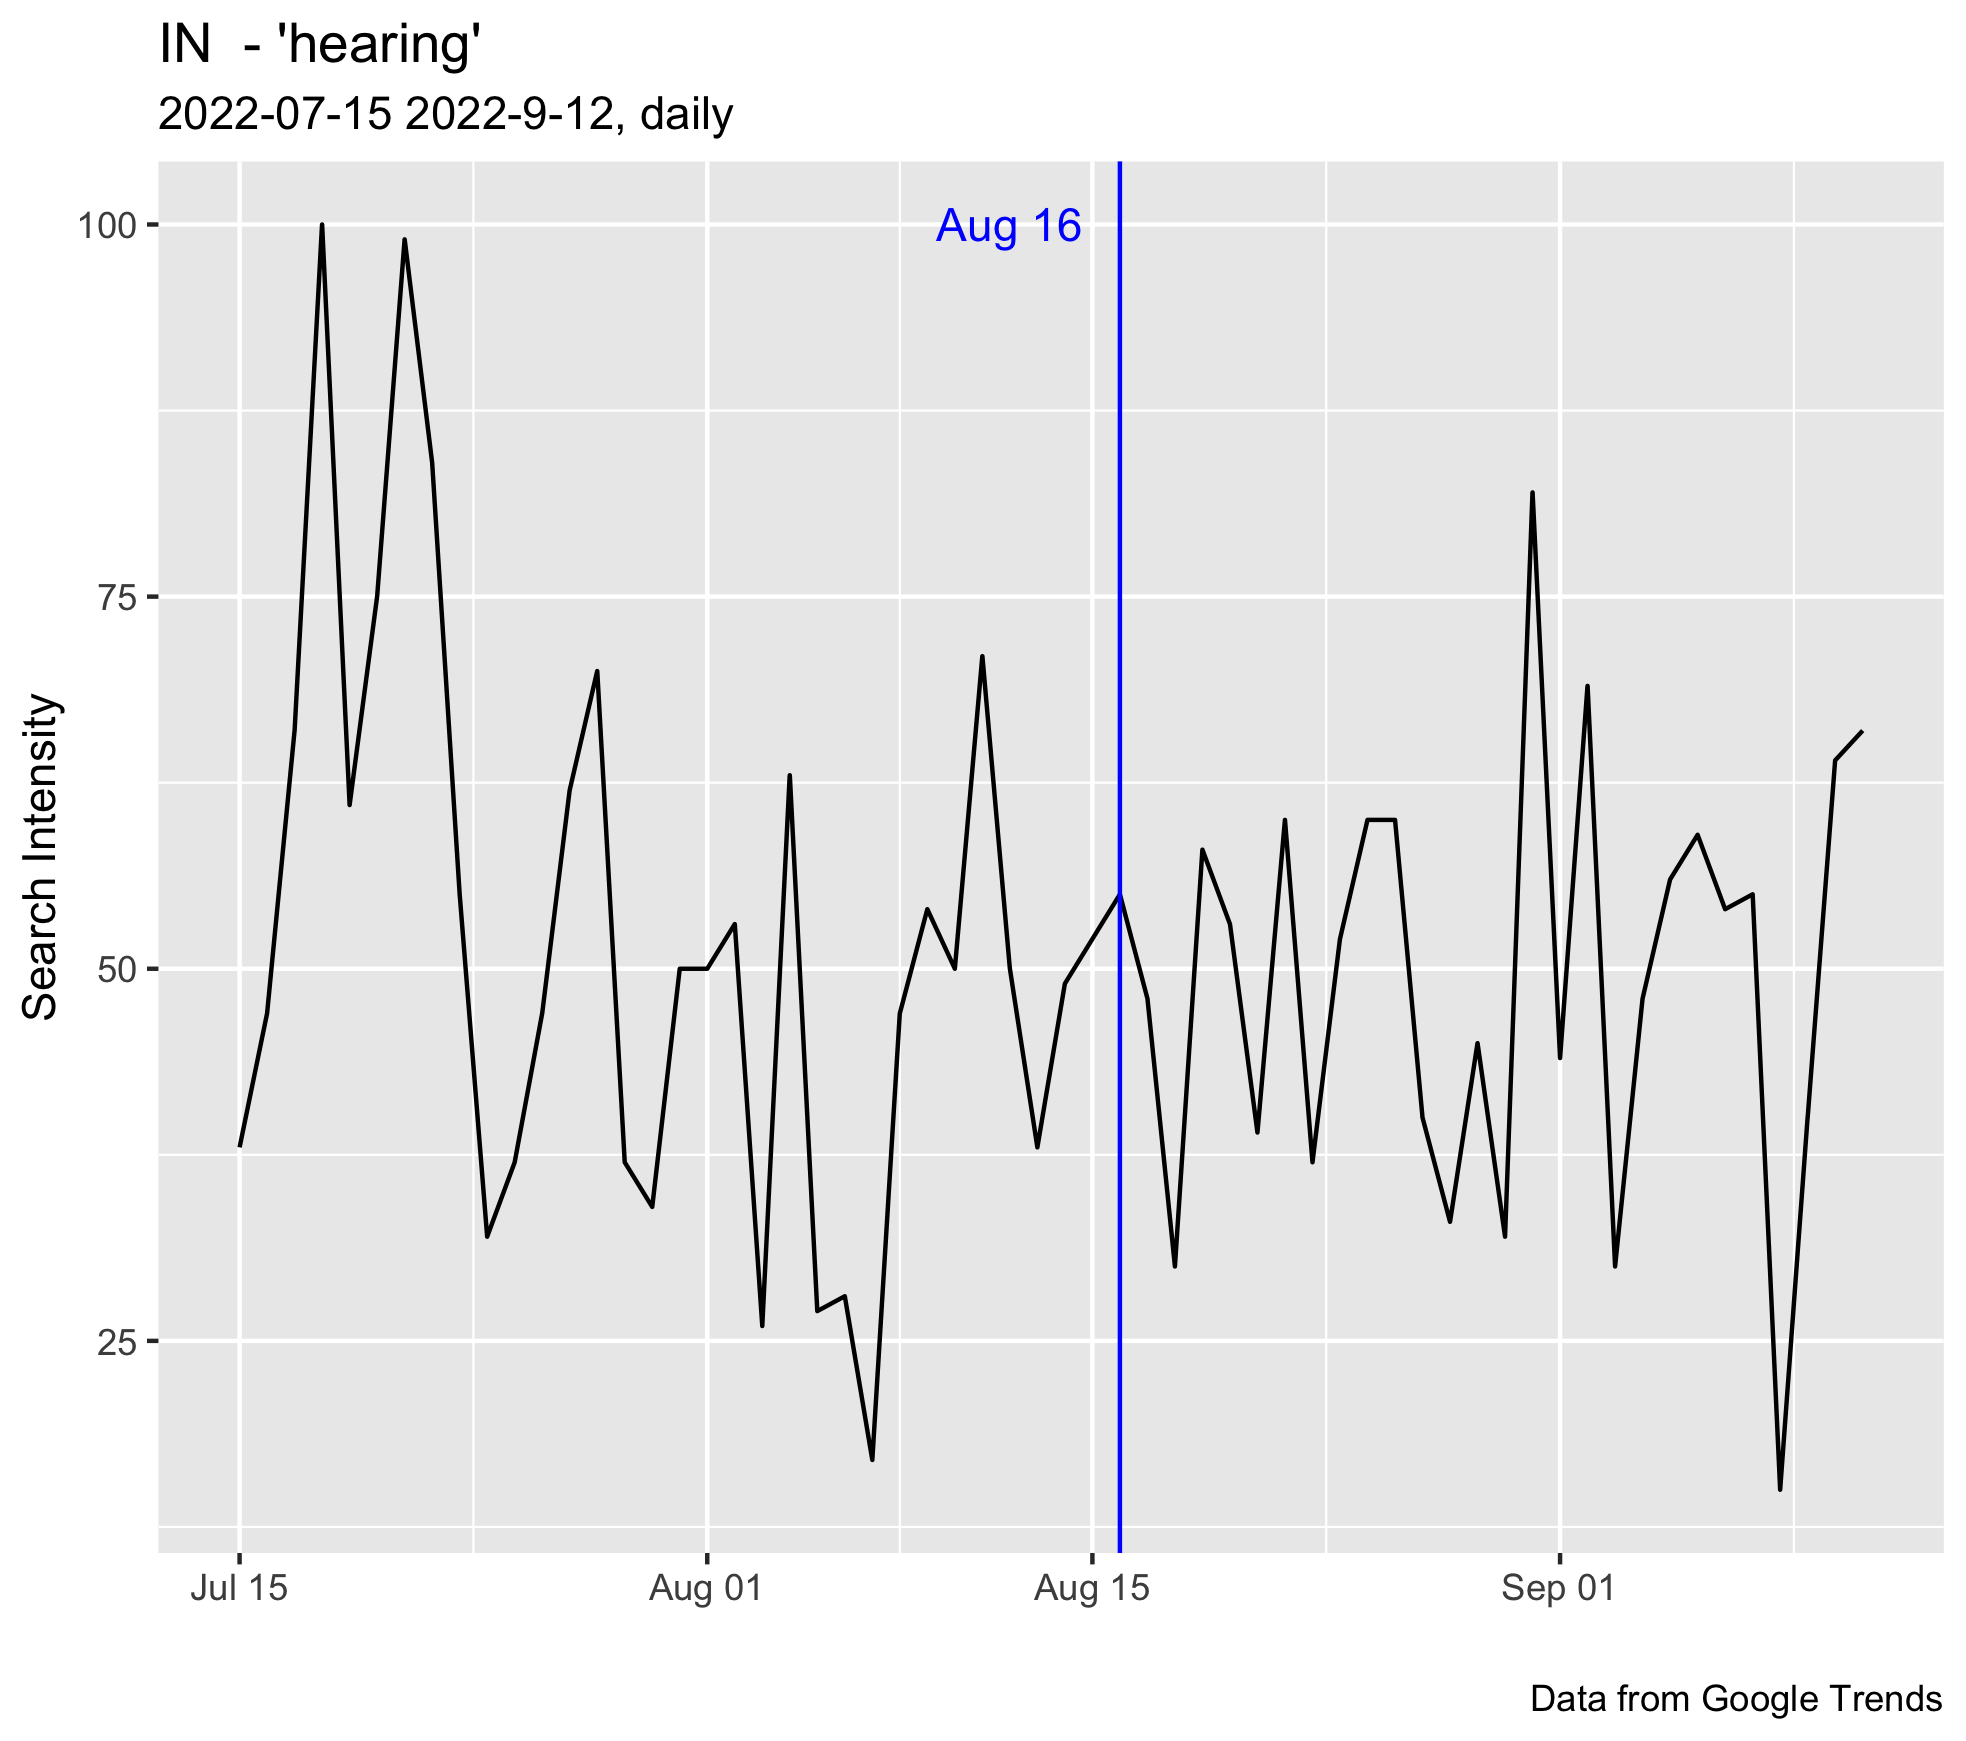 IN  - 'hearing'
2022-07-15 2022-9-12, daily
Aug 16
100
75
50
25
Search Intensity
Jul 15
Aug 01
Aug 15
Sep 01
Data from Google Trends